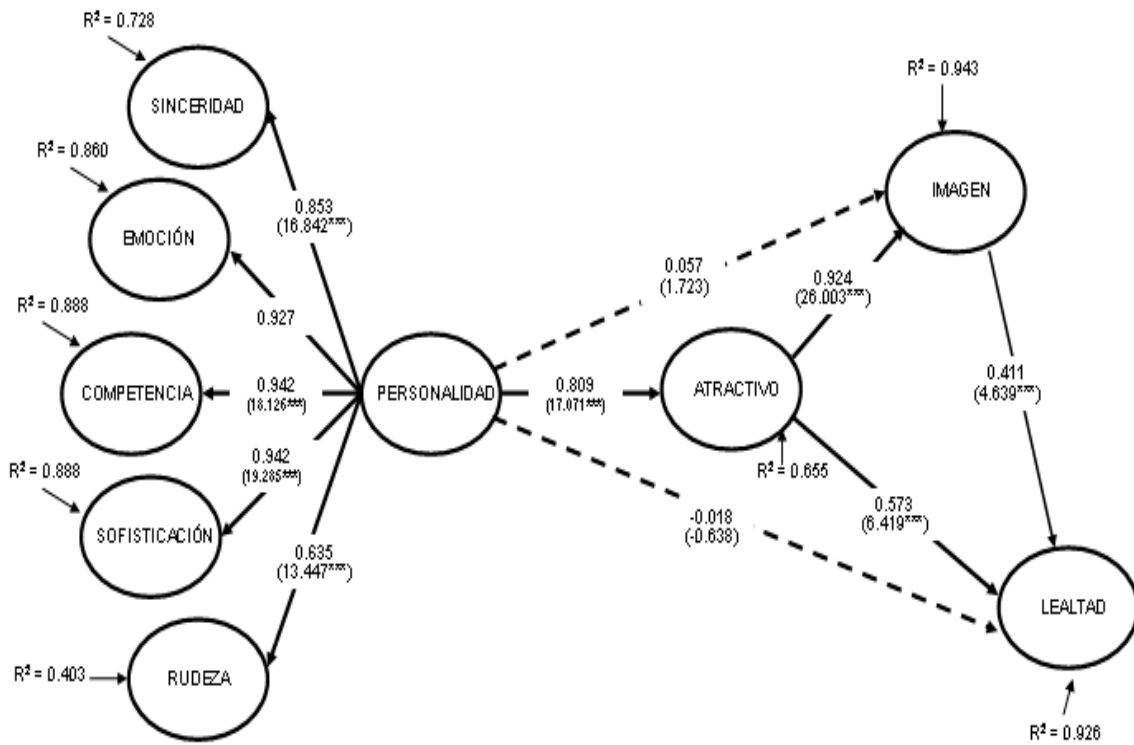 R² = 0.728
SINCERIDAD
R² = 0.860
EMOCIÓN
R² = 0.888
COMPETENCIA
R² = 0.888
SOFISTICACIÓN
R² = 0.403
RUDEZA
0.853
(16.842***)
0.927
0.942
(18.126***)
0.942
(19.285***)
0.635
(13.447***)
PERSONALIDAD
0.057
(1.723)
0.809
(17.071***)
-0.018
(-0.638)
ATRACTIVO
R² = 0.655
0.924
(26.003***)
0.573
(6.419***)
R² = 0.943
IMAGEN
0.411
(4.639***)
LEALTAD
R² = 0.926